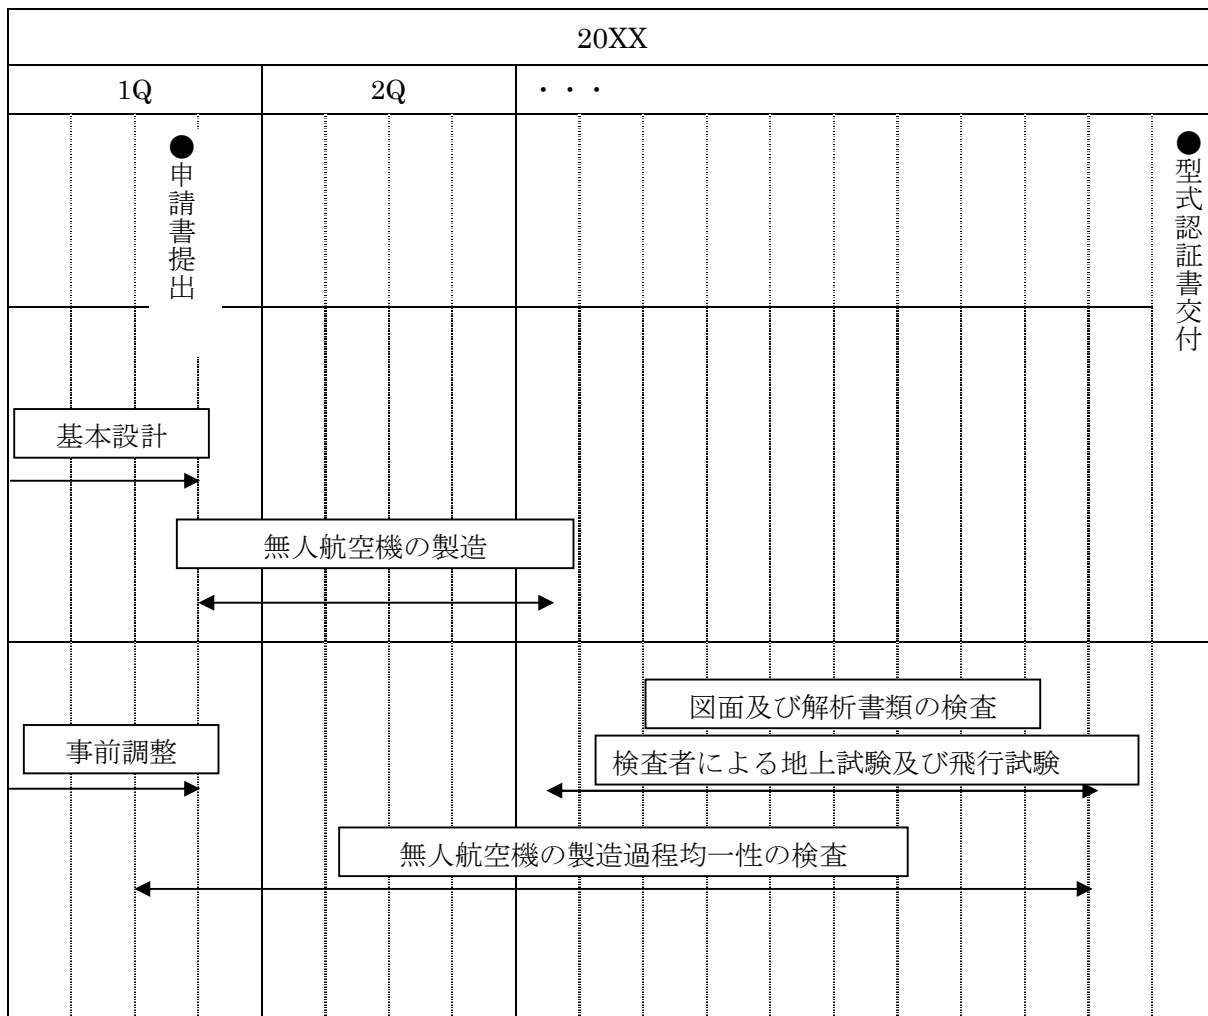 20XX
1Q
2Q
・・・
●申請書提出
●型式認証書交付
基本設計
無人航空機の製造
図面及び解析書類の検査
事前調整
検査者による地上試験及び飛行試験
無人航空機の製造過程均一性の検査